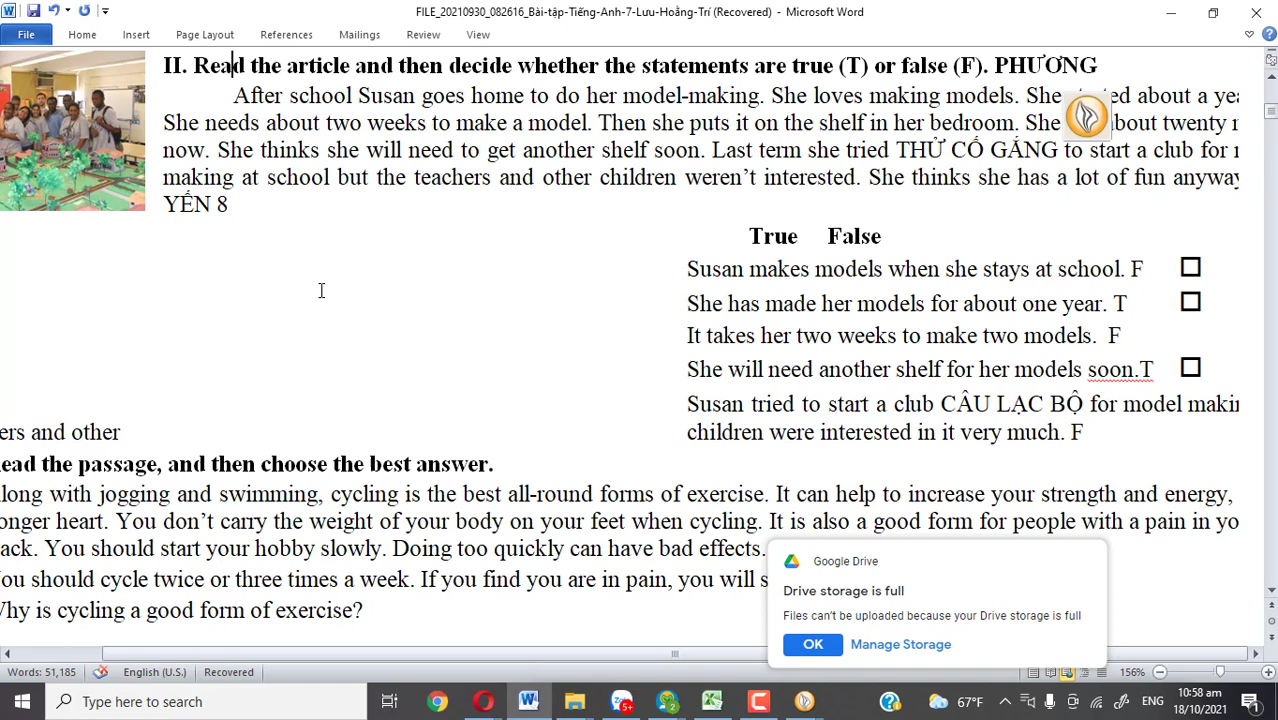 FILE_20210930_082616_Bài-tập-Tiếng-Anh-7-Lưu-Hoằng-Trí (Recovered) - Microsoft Word
File Home Insert Page Layout References Mailings Review View
II. Read the article and then decide whether the statements are true (T) or false (F). PHƯƠNG
After school Susan goes home to do her model-making. She loves making models. She about a
She needs about two weeks to make a model. Then she puts it on the shelf in her bedroom. She about twenty
now. She thinks she will need to get another shelf soon. Last term she tried THỬ CỐ GẮNG to start a club for
making at school but the teachers and other children weren't interested. She thinks she has a lot of fun
YẾN 8
True False
Susan makes models when she stays at school. F
She has made her models for about one year. T
It takes her two weeks to make two models. F
She will need another shelf for her models soon.T
Susan tried to start a club CÂU LẠC BỘ for model
ers and other children were interested in it very much. F
ead the passage, and then choose the best answer.
long with jogging and swimming, cycling is the best all-round forms of exercise. It can help to increase your strength and energy,
onger heart. You don't carry the weight of your body on your feet when cycling. It is also a good form for people with a pain in
ack. You should start your hobby slowly. Doing too quickly can have bad effects.
You should cycle twice or three times a week. If you find you are in pain, you will
Why is cycling a good form of exercise?
Google Drive
Drive storage is full
Files can't be uploaded because your Drive storage is full
OK Manage Storage
Words: 51,185 English (U.S.) Recovered 156%
Type here to search 5+ 2 67°F ENG 10:58 am
18/10/2021 1